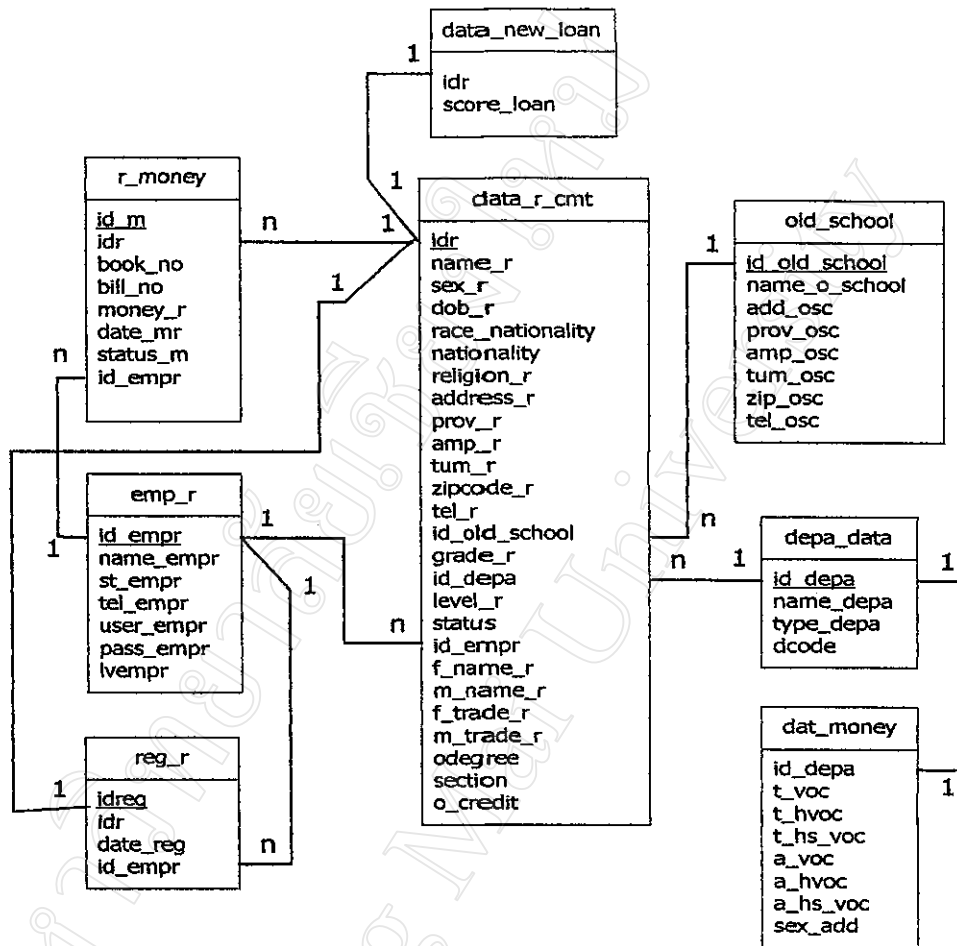 data_new_loan
idr
score_loan
1
1
r_money
id_m
idr
book_no
bill_no
money_r
date_mr
status_m
id_empr
n
1
1
n
data_r_cmt
idr
name_r
sex_r
dob_r
race_nationality
nationality
religion_r
address_r
prov_r
amp_r
tum_r
zipcode_r
tel_r
id_old_school
grade_r
id_depa
level_r
status
id_empr
f_name_r
m_name_r
f_trade_r
m_trade_r
odegree
section
o_credit
old_school
id_old_school
name_o_school
add_osc
prov_osc
amp_osc
tum_osc
zip_osc
tel_osc
1
n
emp_r
id_empr
name_empr
st_empr
tel_empr
user_empr
pass_empr
lvempr
1
1
1
n
depa_data
id_depa
name_depa
type_depa
dcode
n
1
1
reg_r
idreg
idr
date_reg
id_empr
1
n
dat_money
id_depa
t_voc
t_hvoc
t_hs_voc
a_voc
a_hvoc
a_hs_voc
sex_add
1
Mai University